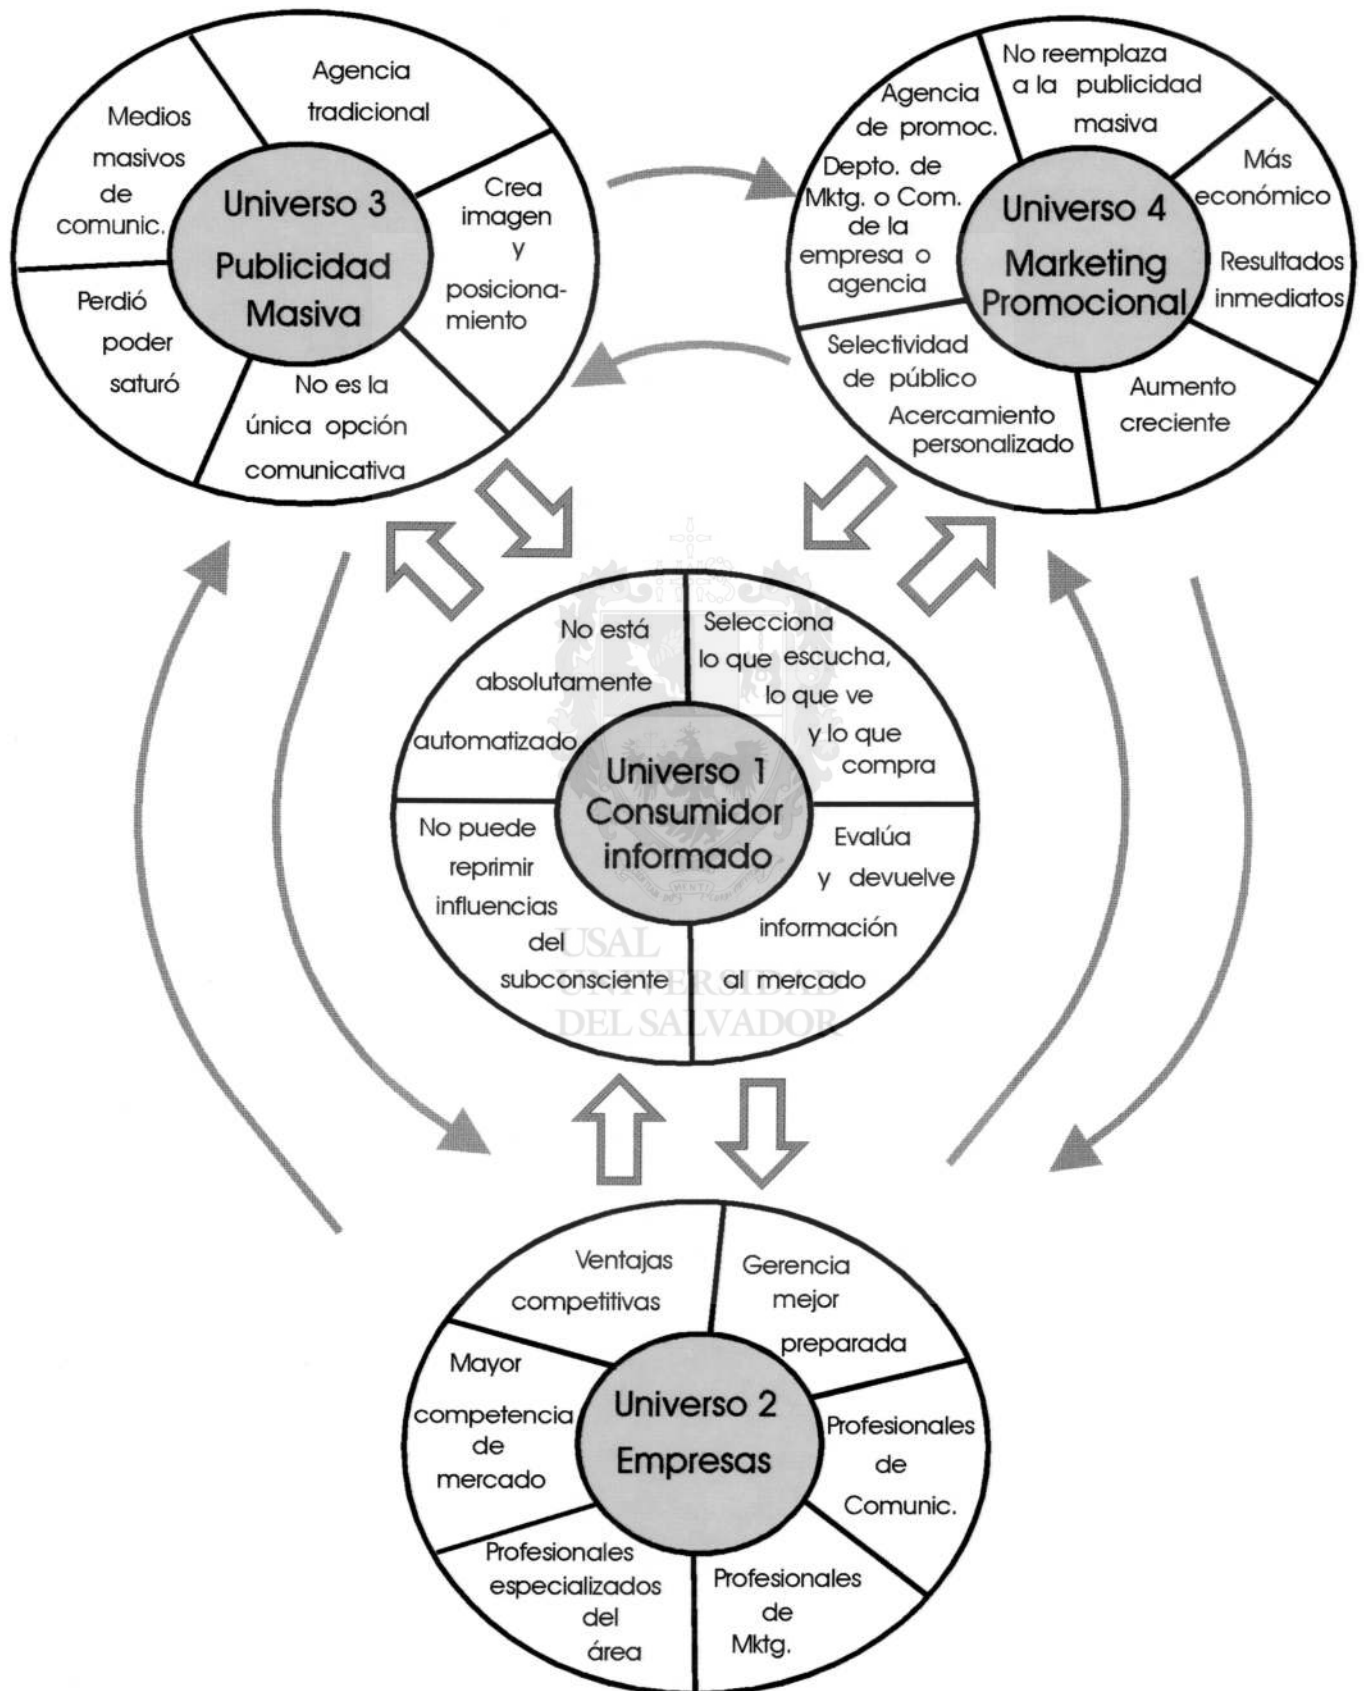 Agencia
tradicional
Medios
masivos
de
comunic.
Universo 3
Publicidad
Masiva
Crea
imagen
y
posiciona-
miento
Perdió
poder
saturó
No es la
única opción
comunicativa
No reemplaza
a la publicidad
masiva
Agencia
de promoc.
Depto. de
Mktg. o Com.
de la
empresa o
agencia
Universo 4
Marketing
Promocional
Más
económico
Resultados
inmediatos
Selectividad
de público
Acercamiento
personalizado
Aumento
creciente
No está
absolutamente
automatizado
Selecciona
lo que escucha,
lo que ve
y lo que
compra
Universo 1
Consumidor
informado
No puede
reprimir
influencias
del
subconsciente
Evalúa
y devuelve
información
al mercado
USAL
UNIVERSIDAD
DEL SALVADOR
Ventajas
competitivas
Gerencia
mejor
preparada
Mayor
competencia
de
mercado
Universo 2
Empresas
Profesionales
de
Comunic.
Profesionales
especializados
del
área
Profesionales
de
Mktg.